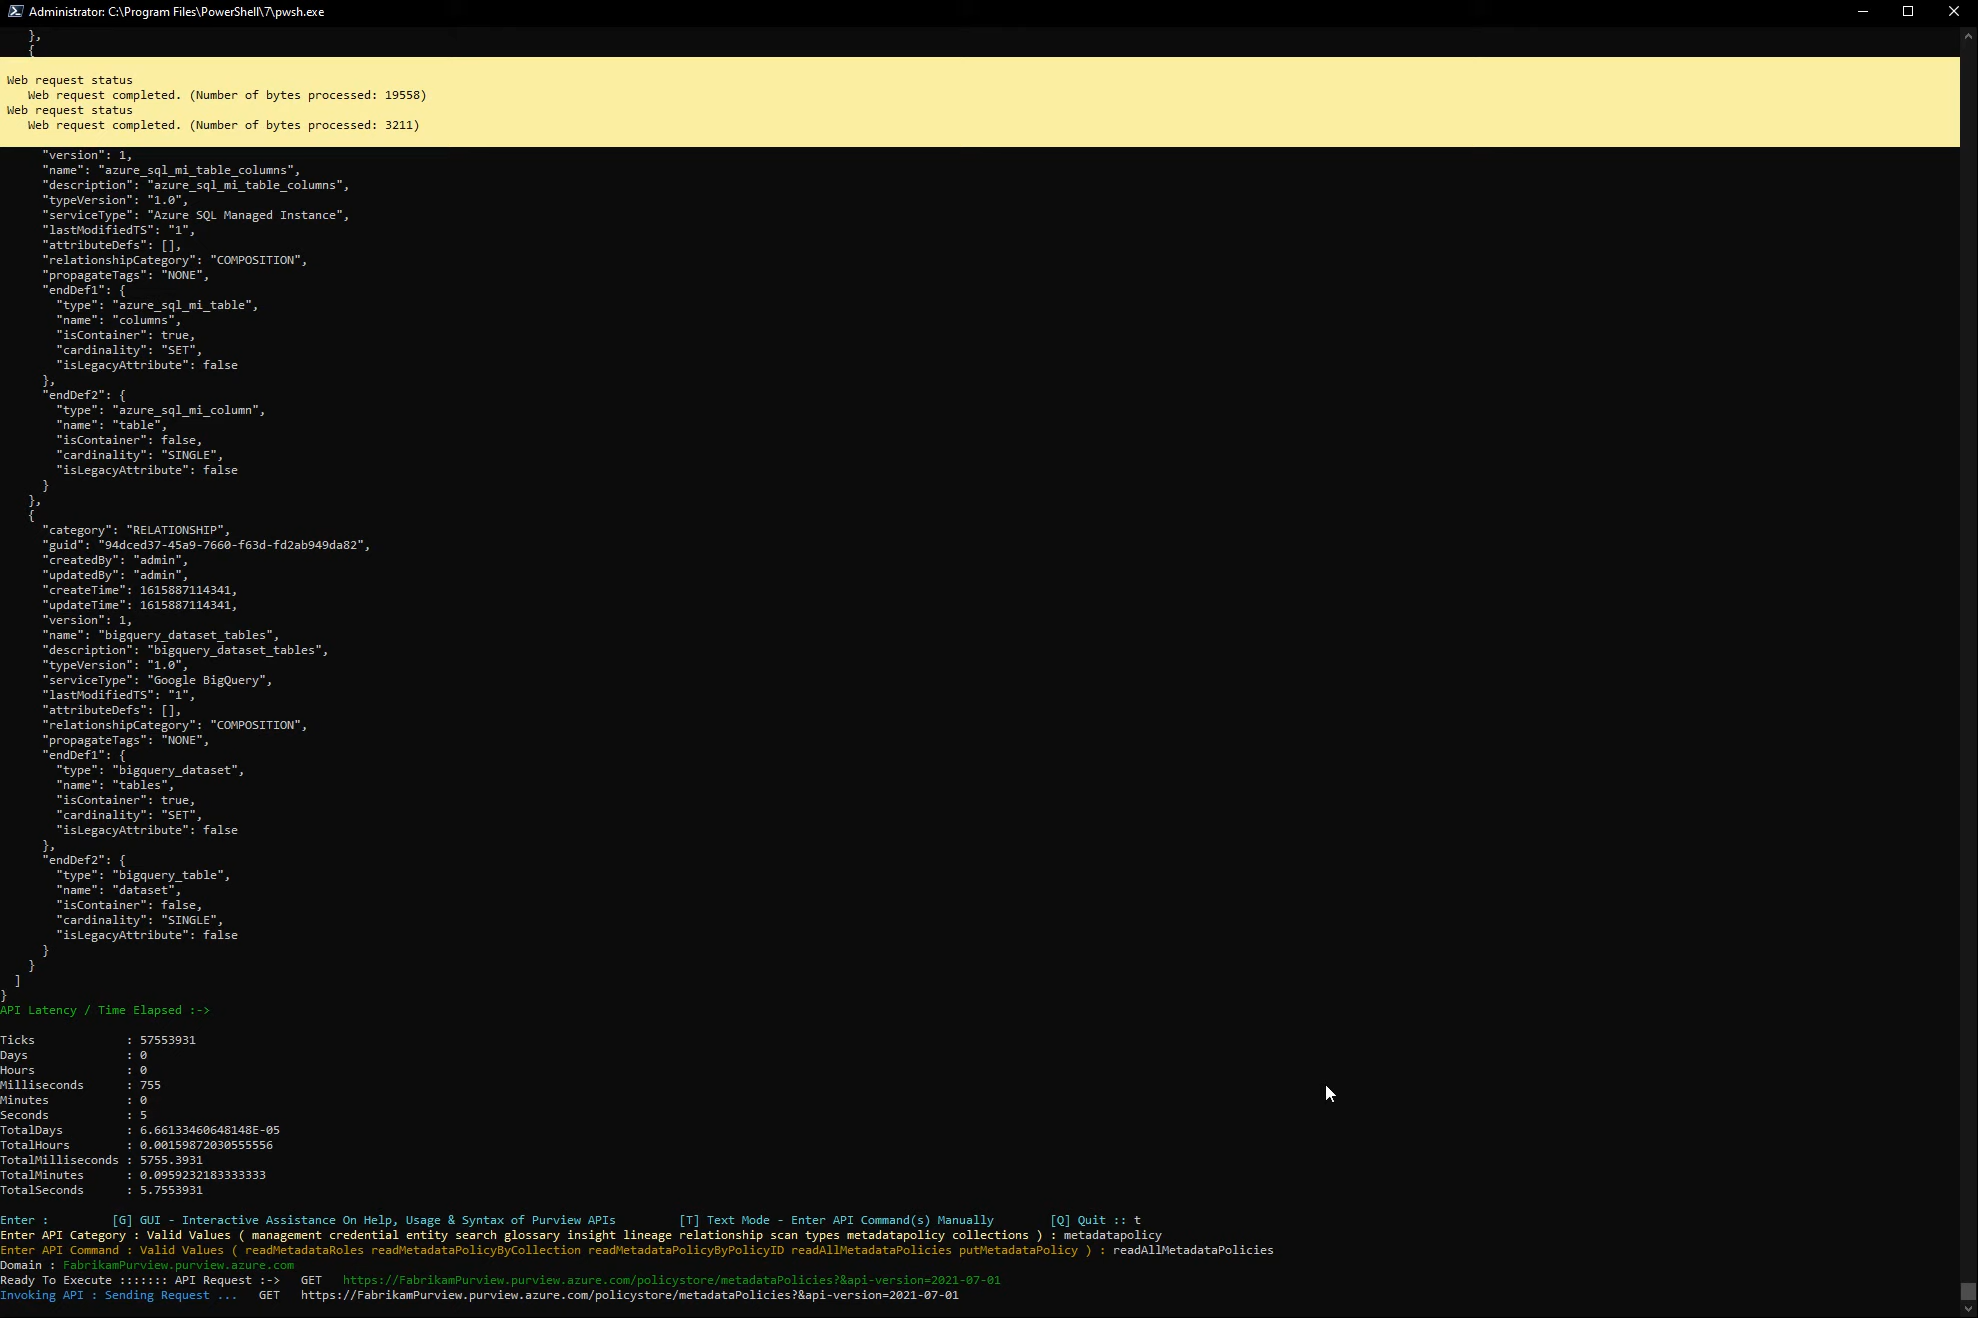 Administrator: C:\Program Files\PowerShell\7\pwsh.exe
    },
    {
 Web request status
    Web request completed. (Number of bytes processed: 19558)
 Web request status
    Web request completed. (Number of bytes processed: 3211)
      "version": 1,
      "name": "azure_sql_mi_table_columns",
      "description": "azure_sql_mi_table_columns",
      "typeVersion": "1.0",
      "serviceType": "Azure SQL Managed Instance",
      "lastModifiedTS": "1",
      "attributeDefs": [],
      "relationshipCategory": "COMPOSITION",
      "propagateTags": "NONE",
      "endDef1": {
        "type": "azure_sql_mi_table",
        "name": "columns",
        "isContainer": true,
        "cardinality": "SET",
        "isLegacyAttribute": false
      },
      "endDef2": {
        "type": "azure_sql_mi_column",
        "name": "table",
        "isContainer": false,
        "cardinality": "SINGLE",
        "isLegacyAttribute": false
      }
    },
    {
      "category": "RELATIONSHIP",
      "guid": "94dced37-45a9-7660-f63d-fd2ab949da82",
      "createdBy": "admin",
      "updatedBy": "admin",
      "createTime": 1615887114341,
      "updateTime": 1615887114341,
      "version": 1,
      "name": "bigquery_dataset_tables",
      "description": "bigquery_dataset_tables",
      "typeVersion": "1.0",
      "serviceType": "Google BigQuery",
      "lastModifiedTS": "1",
      "attributeDefs": [],
      "relationshipCategory": "COMPOSITION",
      "propagateTags": "NONE",
      "endDef1": {
        "type": "bigquery_dataset",
        "name": "tables",
        "isContainer": true,
        "cardinality": "SET",
        "isLegacyAttribute": false
      },
      "endDef2": {
        "type": "bigquery_table",
        "name": "dataset",
        "isContainer": false,
        "cardinality": "SINGLE",
        "isLegacyAttribute": false
      }
    }
  ]
}
API Latency / Time Elapsed :->
Ticks             : 57553931
Days              : 0
Hours             : 0
Milliseconds      : 755
Minutes           : 0
Seconds           : 5
TotalDays         : 6.66133460648148E-05
TotalHours        : 0.00159872030555556
TotalMilliseconds : 5755.3931
TotalMinutes      : 0.0959232183333333
TotalSeconds      : 5.7553931
Enter :         [G] GUI - Interactive Assistance On Help, Usage & Syntax of Purview APIs         [T] Text Mode - Enter API Command(s) Manually        [Q] Quit :: t
Enter API Category : Valid Values ( management credential entity search glossary insight lineage relationship scan types metadatapolicy collections ) : metadatapolicy
Enter API Command : Valid Values ( readMetadataRoles readMetadataPolicyByCollection readMetadataPolicyByPolicyID readAllMetadataPolicies putMetadataPolicy ) : readAllMetadataPolicies
Domain : FabrikamPurview.purview.azure.com
Ready To Execute ::::::: API Request :->   GET   https://FabrikamPurview.purview.azure.com/policystore/metadataPolicies?&api-version=2021-07-01
Invoking API : Sending Request ...   GET   https://FabrikamPurview.purview.azure.com/policystore/metadataPolicies?&api-version=2021-07-01